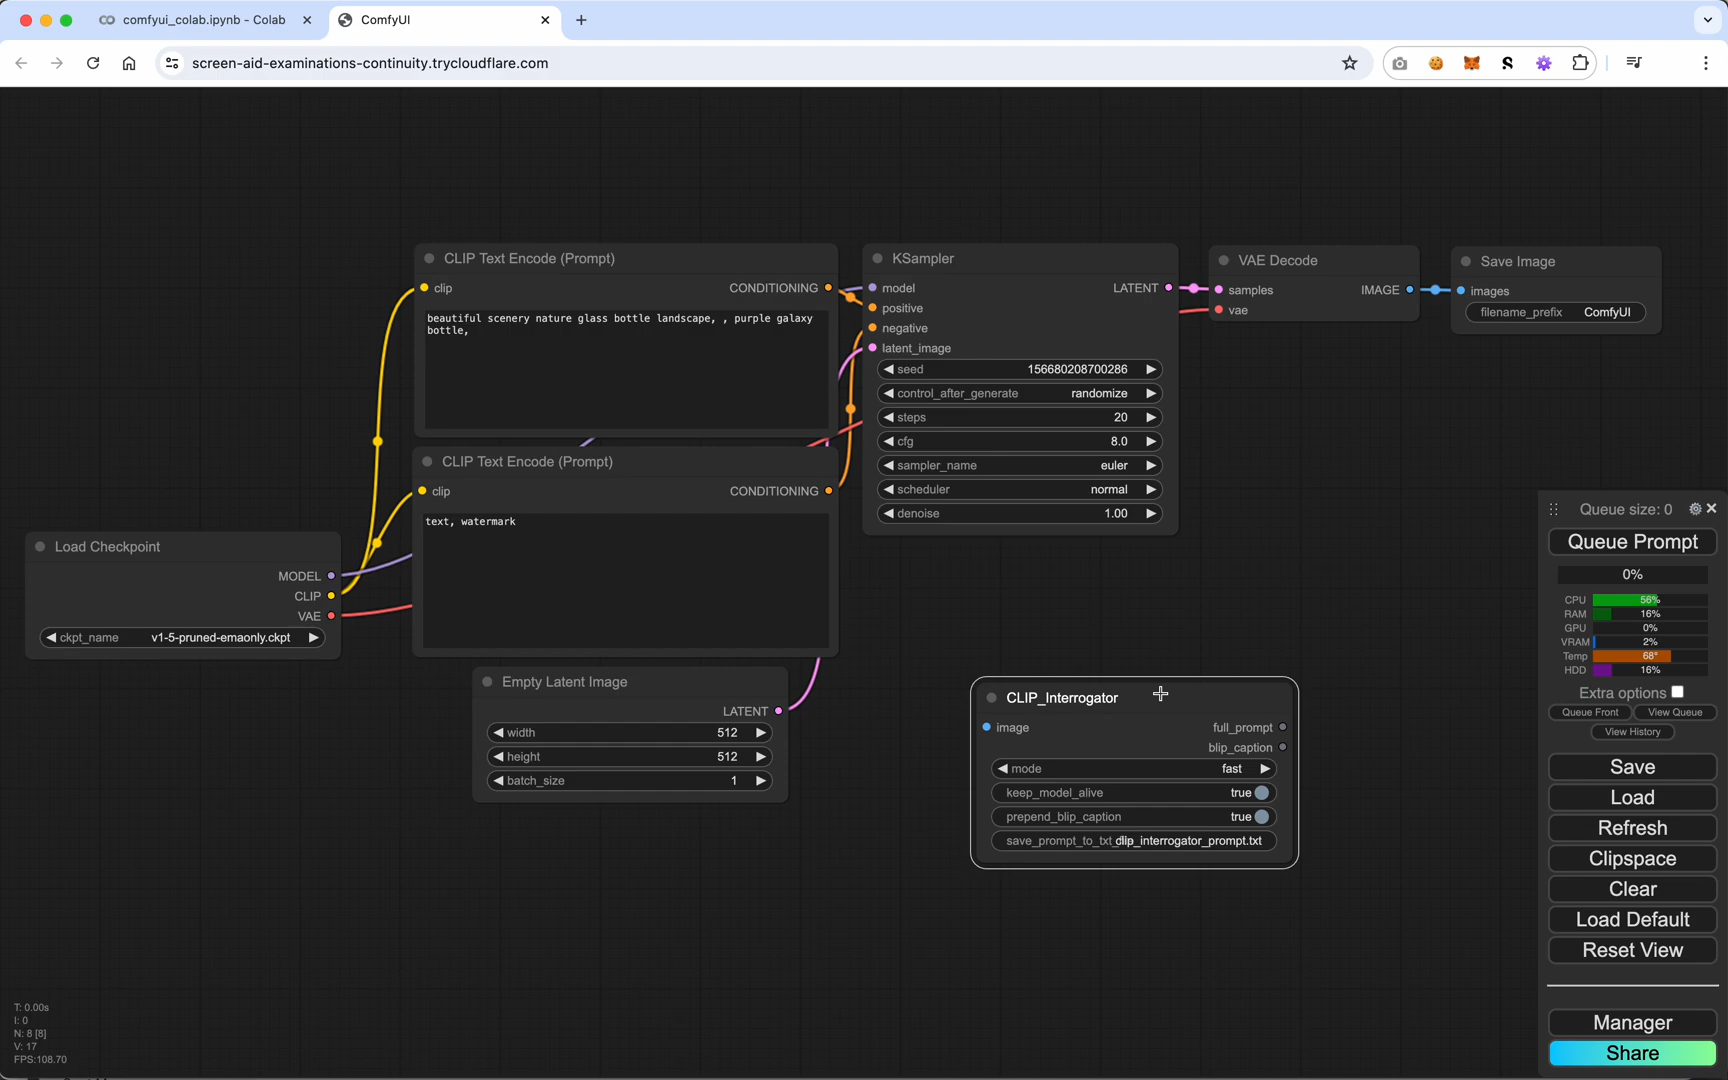 comfyui_colab.ipynb - Colab
ComfyUI
screen-aid-examinations-continuity.trycloudflare.com
CLIP Text Encode (Prompt)
clip
CONDITIONING
beautiful scenery nature glass bottle landscape, , purple galaxy
bottle,
CLIP Text Encode (Prompt)
clip
CONDITIONING
text, watermark
Load Checkpoint
MODEL
CLIP
VAE
ckpt_name v1-5-pruned-emaonly.ckpt
Empty Latent Image
LATENT
width 512
height 512
batch_size 1
KSampler
model LATENT
positive
negative
latent_image
seed 156680208700286
control_after_generate randomize
steps 20
cfg 8.0
sampler_name euler
scheduler normal
denoise 1.00
VAE Decode
samples IMAGE
vae
Save Image
images
filename_prefix ComfyUI
CLIP_Interrogator
image full_prompt
blip_caption
mode fast
keep_model_alive true
prepend_blip_caption true
save_prompt_to_txt_ clip_interrogator_prompt.txt
Queue size: 0
Queue Prompt
0%
CPU 56%
RAM 16%
GPU 0%
VRAM 2%
Temp 68°
HDD 16%
Extra options
Queue Front View Queue
View History
Save
Load
Refresh
Clipspace
Clear
Load Default
Reset View
Manager
Share
T: 0.00s
I: 0
N: 8 [8]
V: 17
FPS:108.70